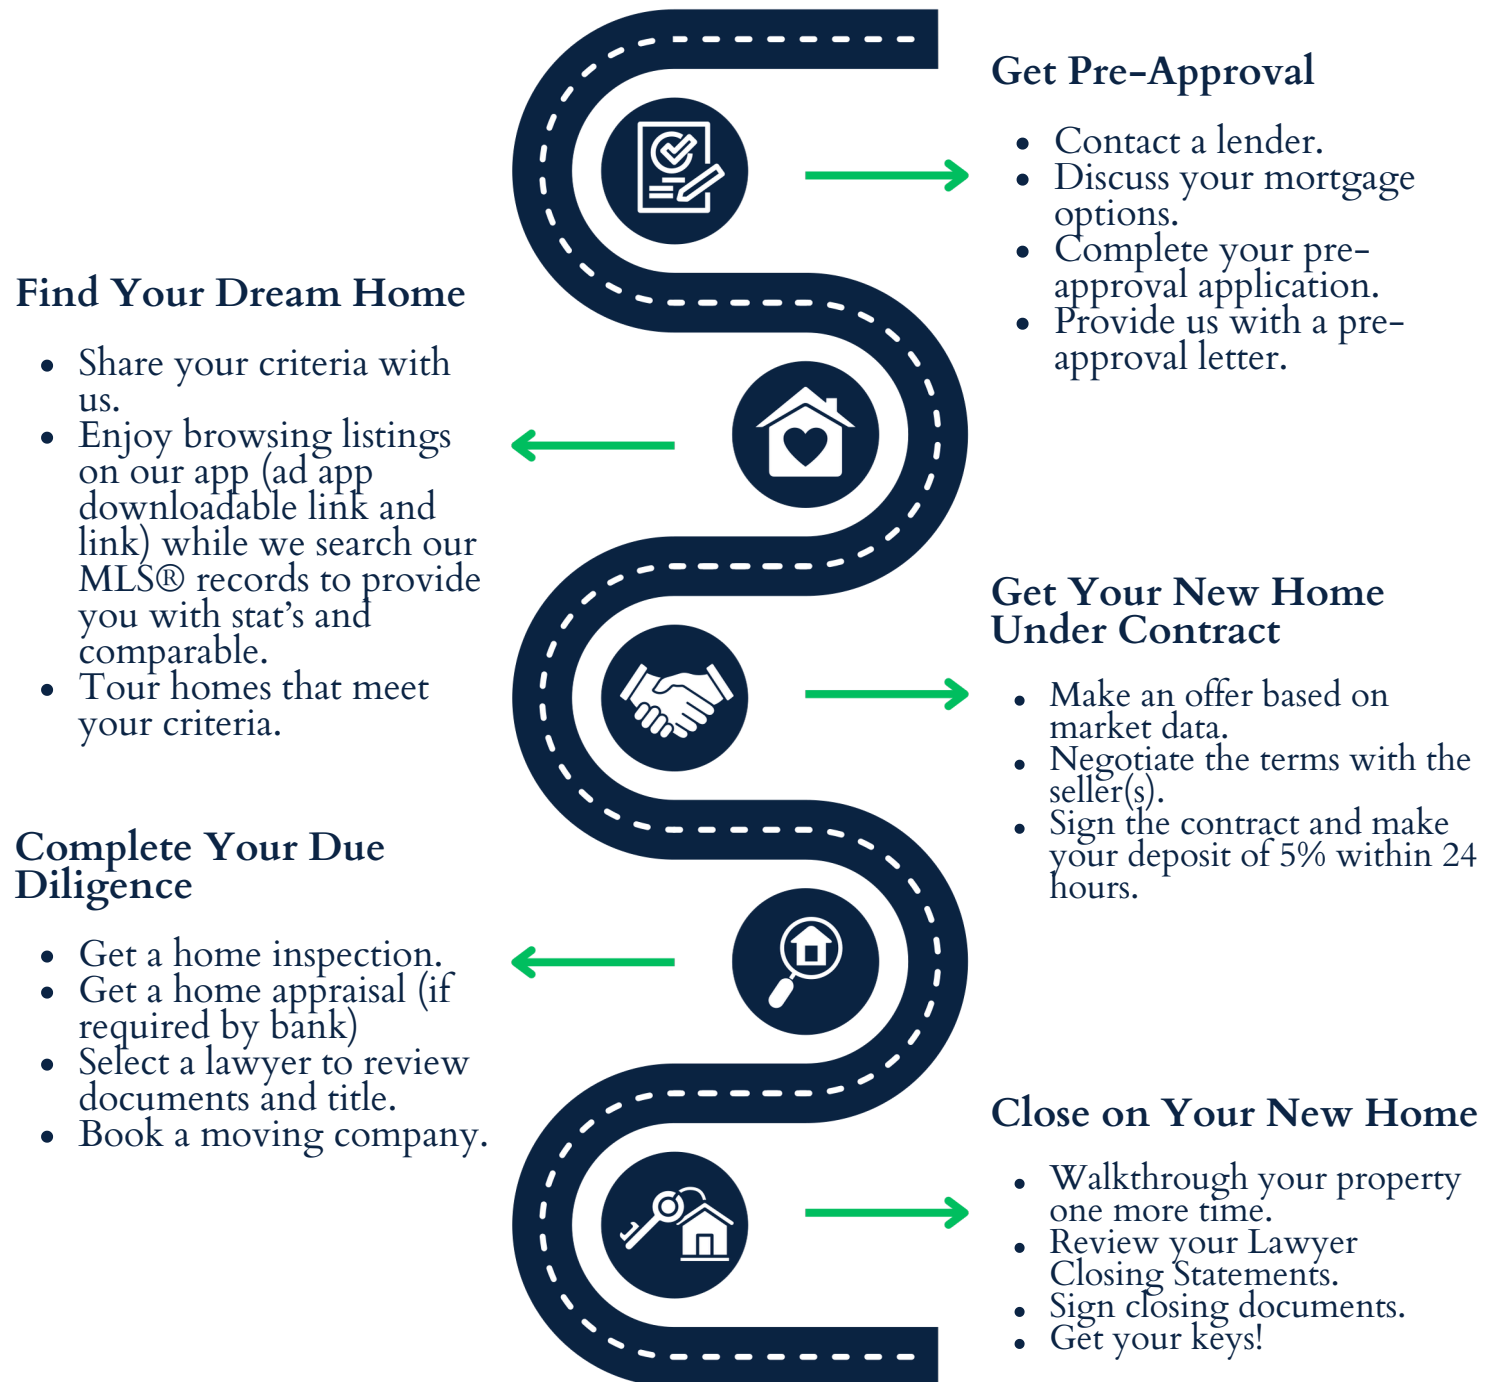 Get Pre-Approval
• Contact a lender.
• Discuss your mortgage
options.
• Complete your pre-
approval application.
• Provide us with a pre-
approval letter.
Find Your Dream Home
• Share your criteria with
us.
• Enjoy browsing listings
on our app (ad app
downloadable link and
link) while we search our
MLS® records to provide
you with stat's and
comparable.
• Tour homes that meet
your criteria.
Get Your New Home
Under Contract
• Make an offer based on
market data.
• Negotiate the terms with the
seller(s).
• Sign the contract and make
your deposit of 5% within 24
hours.
Complete Your Due
Diligence
• Get a home inspection.
• Get a home appraisal (if
required by bank)
• Select a lawyer to review
documents and title.
• Book a moving company.
Close on Your New Home
• Walkthrough your property
one more time.
• Review your Lawyer
Closing Statements.
• Sign closing documents.
• Get your keys!